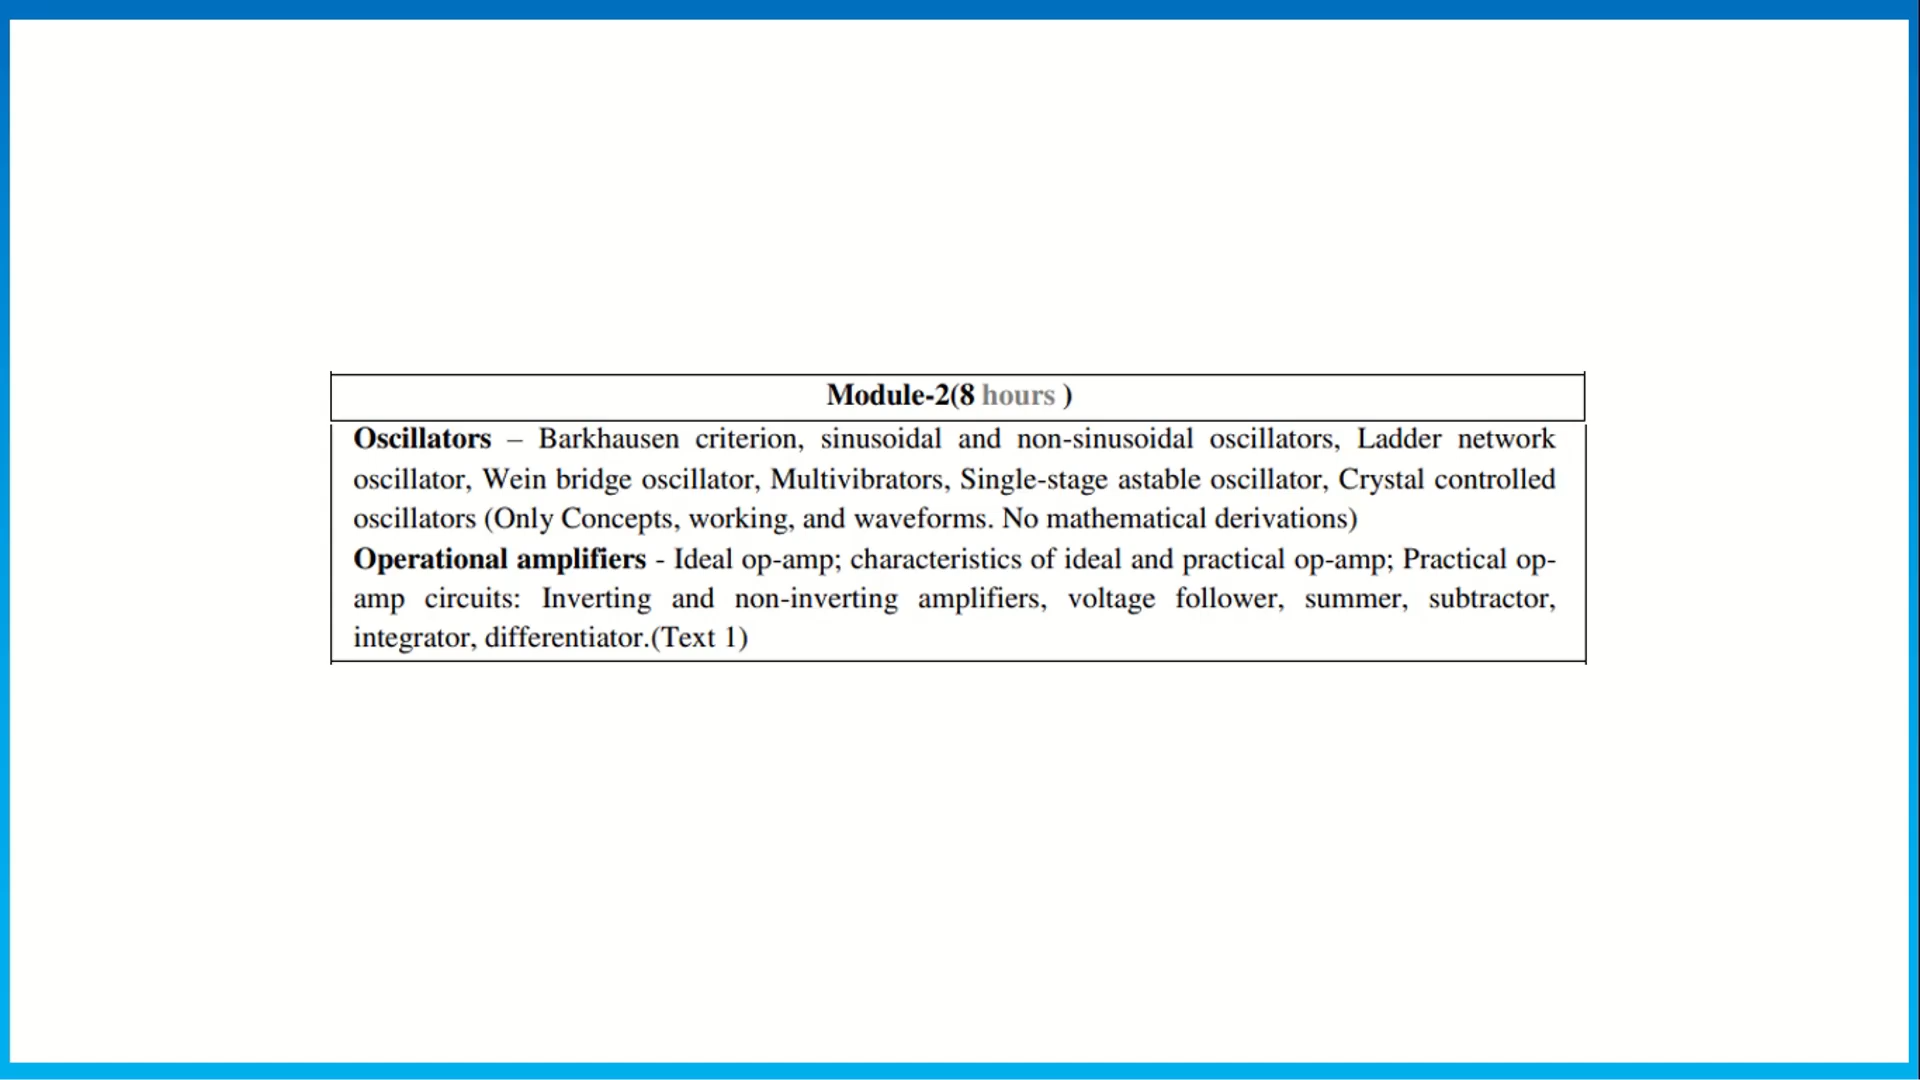 Module-2(8 hours )
Oscillators – Barkhausen criterion, sinusoidal and non-sinusoidal oscillators, Ladder network
oscillator, Wein bridge oscillator, Multivibrators, Single-stage astable oscillator, Crystal controlled
oscillators (Only Concepts, working, and waveforms. No mathematical derivations)
Operational amplifiers - Ideal op-amp; characteristics of ideal and practical op-amp; Practical op-
amp circuits: Inverting and non-inverting amplifiers, voltage follower, summer, subtractor,
integrator, differentiator.(Text 1)